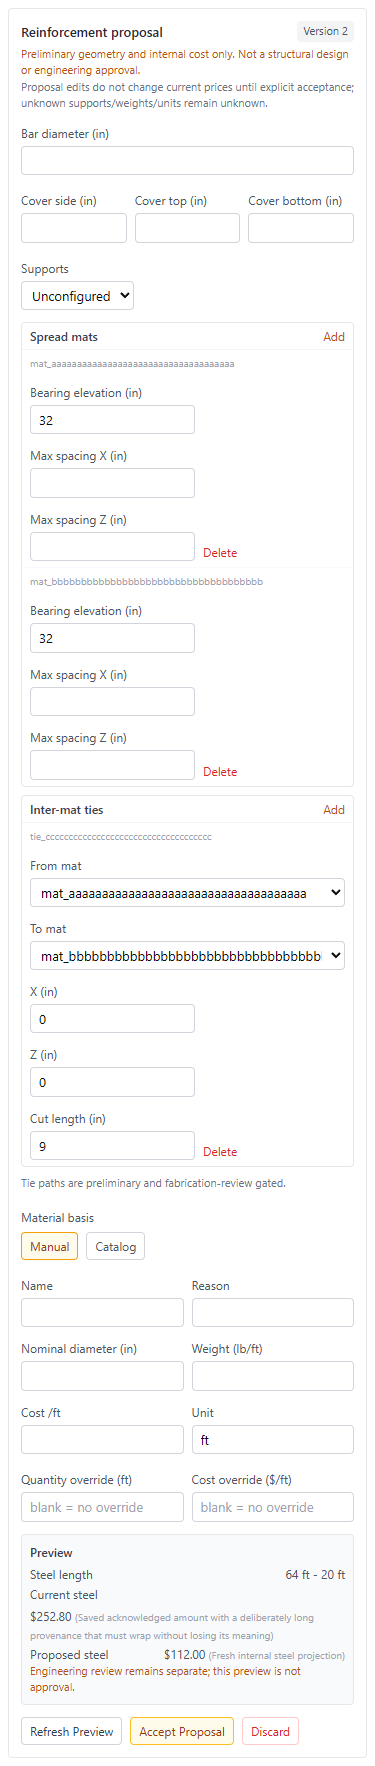 Reinforcement proposal
Version 2
Preliminary geometry and internal cost only. Not a structural design
or engineering approval.
Proposal edits do not change current prices until explicit acceptance;
unknown supports/weights/units remain unknown.
Bar diameter (in)
Cover side (in)
Cover top (in)
Cover bottom (in)
Supports
Unconfigured
Spread mats
Add
mat_aaaaaaaaaaaaaaaaaaaaaaaaaaaaaaaaaaaa
Bearing elevation (in)
32
Max spacing X (in)
Max spacing Z (in)
Delete
mat_bbbbbbbbbbbbbbbbbbbbbbbbbbbbbbbbbbbb
Bearing elevation (in)
32
Max spacing X (in)
Max spacing Z (in)
Delete
Inter-mat ties
Add
tie_cccccccccccccccccccccccccccccccccccc
From mat
mat_aaaaaaaaaaaaaaaaaaaaaaaaaaaaaaaaaaaa
To mat
mat_bbbbbbbbbbbbbbbbbbbbbbbbbbbbbbbbb
X (in)
0
Z (in)
0
Cut length (in)
9
Delete
Tie paths are preliminary and fabrication-review gated.
Material basis
Manual
Catalog
Name
Reason
Nominal diameter (in)
Weight (lb/ft)
Cost /ft
Unit
ft
Quantity override (ft)
Cost override ($/ft)
blank = no override
blank = no override
Preview
Steel length
64 ft - 20 ft
Current steel
$252.80 (Saved acknowledged amount with a deliberately long
provenance that must wrap without losing its meaning)
Proposed steel
$112.00 (Fresh internal steel projection)
Engineering review remains separate; this preview is not
approval.
Refresh Preview
Accept Proposal
Discard